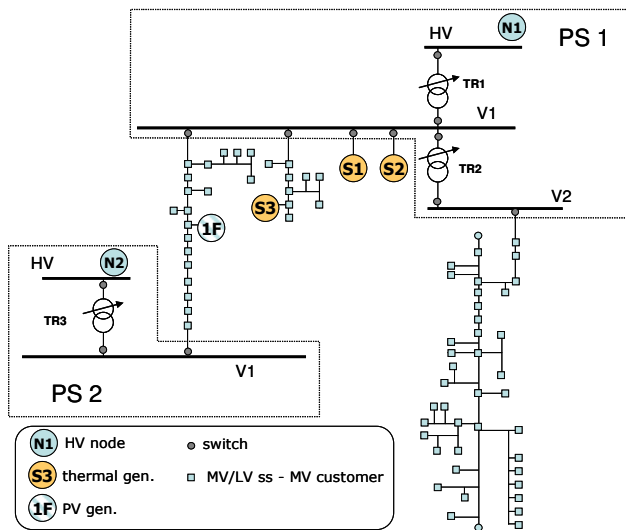 HV
N1
PS 1
TR1
V1
S1
S2
TR2
S3
V2
1F
HV
N2
TR3
V1
PS 2
N1 HV node
switch
S3 thermal gen.
MV/LV ss - MV customer
1F PV gen.